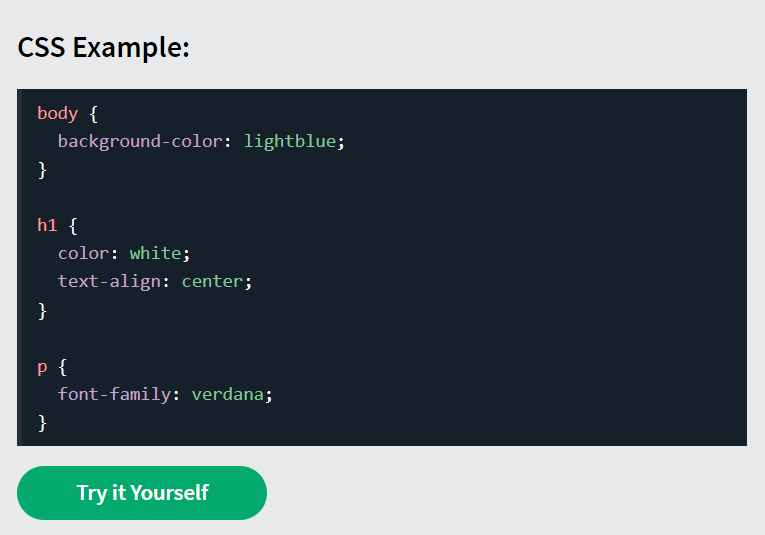 CSS Example:
body {
  background-color: lightblue;
}
h1 {
  color: white;
  text-align: center;
}
p {
  font-family: verdana;
}
Try it Yourself